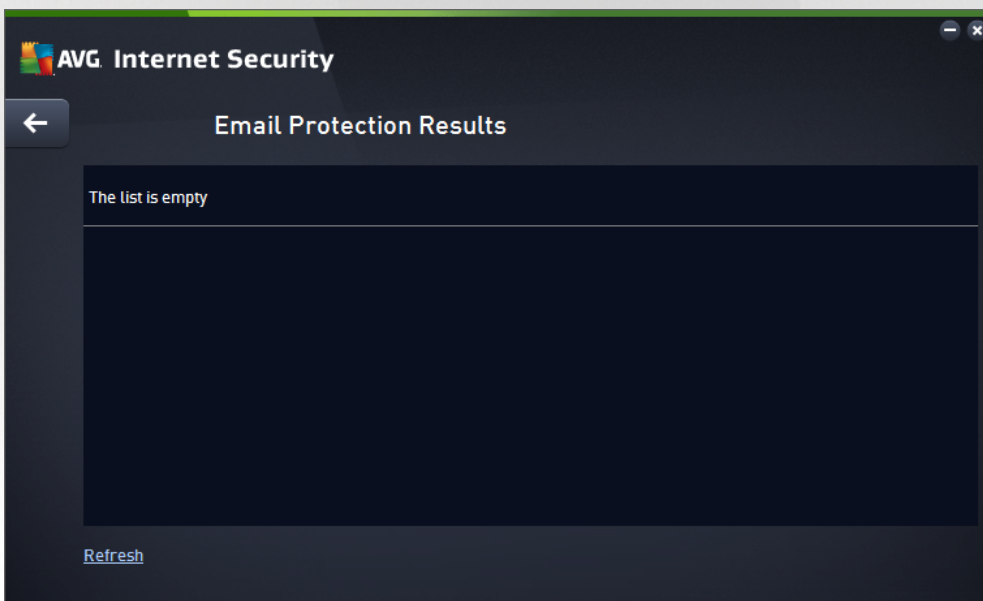 AVG. Internet Security
Email Protection Results
The list is empty
Refresh